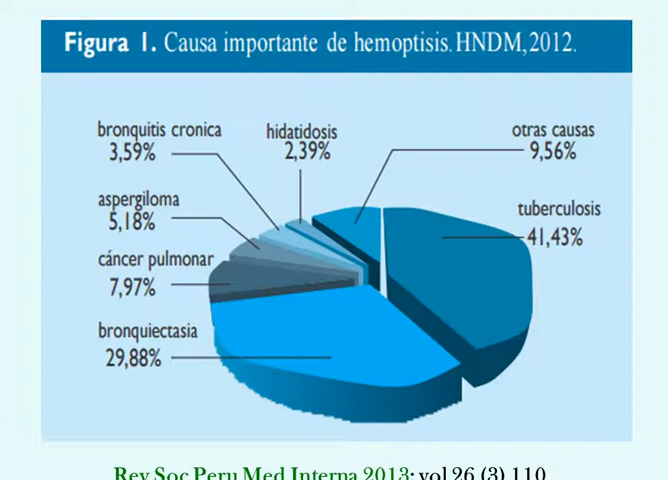 Figura 1. Causa importante de hemoptisis. HNDM, 2012.
bronquitis cronica
3,59%
hidatidosis
2,39%
otras causas
9,56%
aspergiloma
5,18%
tuberculosis
41,43%
cáncer pulmonar
7,97%
bronquiectasia
29,88%
Rev Soc Peru Med Interna 2013: vol 26 (3) 110